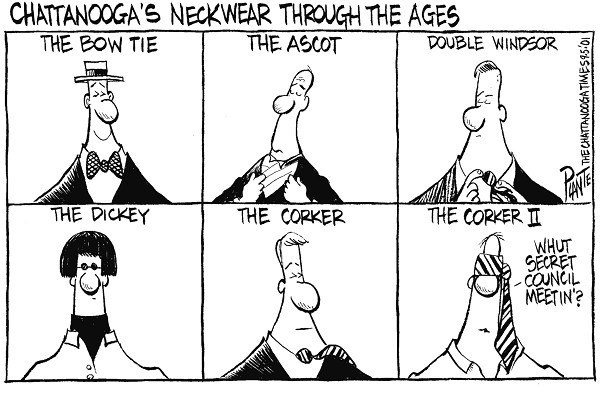 CHATTANOOGA'S NECKWEAR THROUGH THE AGES
THE BOW TIE
THE ASCOT
DOUBLE WINDSOR
PLANTE
THE CHATTANOOGA TIMES 8·25·'01
THE DICKEY
THE CORKER
THE CORKER II
WHUT
SECRET
COUNCIL
MEETIN'?